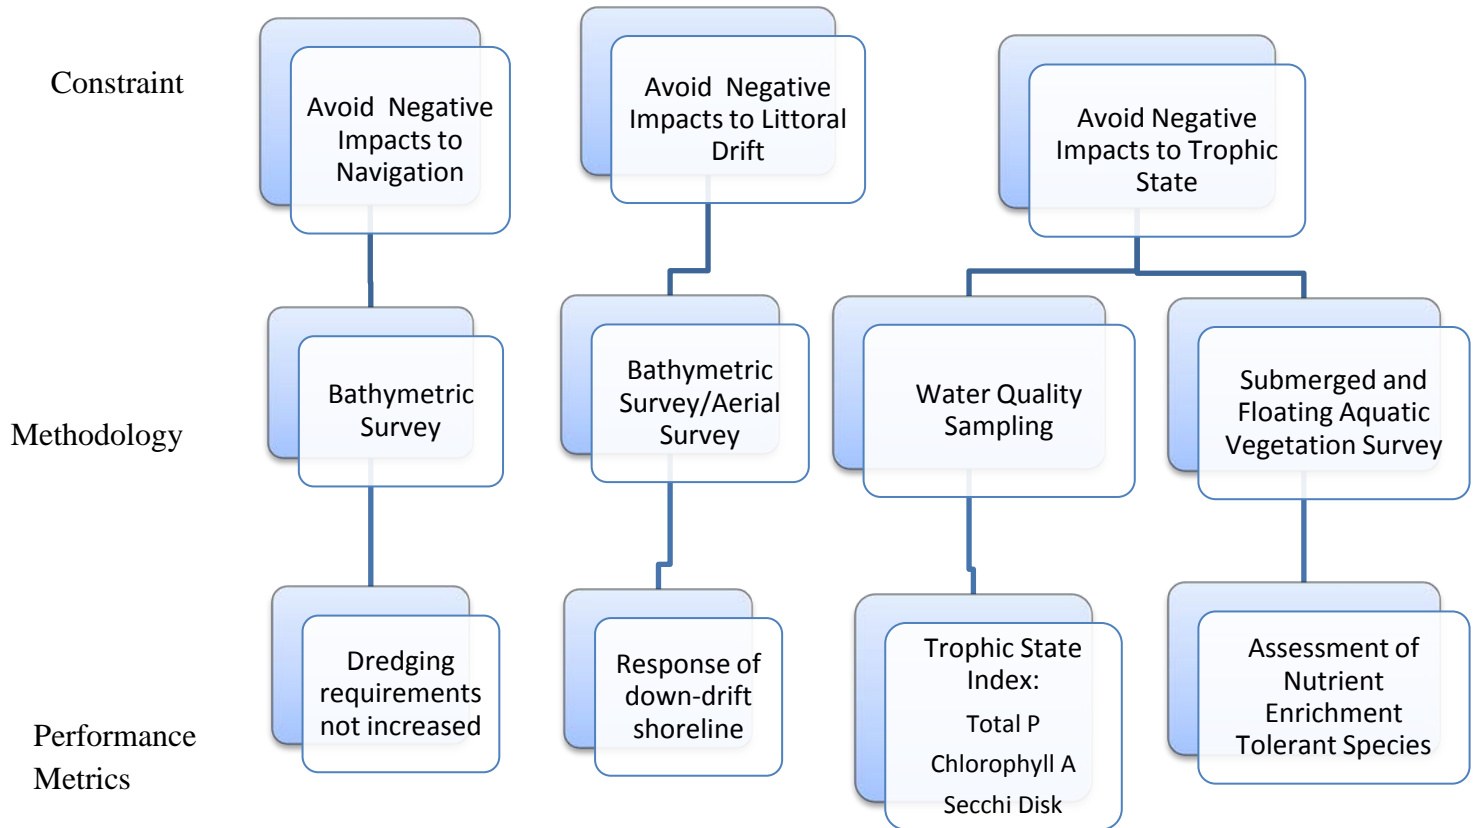 Constraint
Avoid Negative
Impacts to
Navigation
Avoid Negative
Impacts to Littoral
Drift
Avoid Negative
Impacts to Trophic
State
Methodology
Bathymetric
Survey
Bathymetric
Survey/Aerial
Survey
Water Quality
Sampling
Submerged and
Floating Aquatic
Vegetation Survey
Performance
Metrics
Dredging
requirements
not increased
Response of
down-drift
shoreline
Trophic State
Index:
Total P
Chlorophyll A
Secchi Disk
Assessment of
Nutrient
Enrichment
Tolerant Species